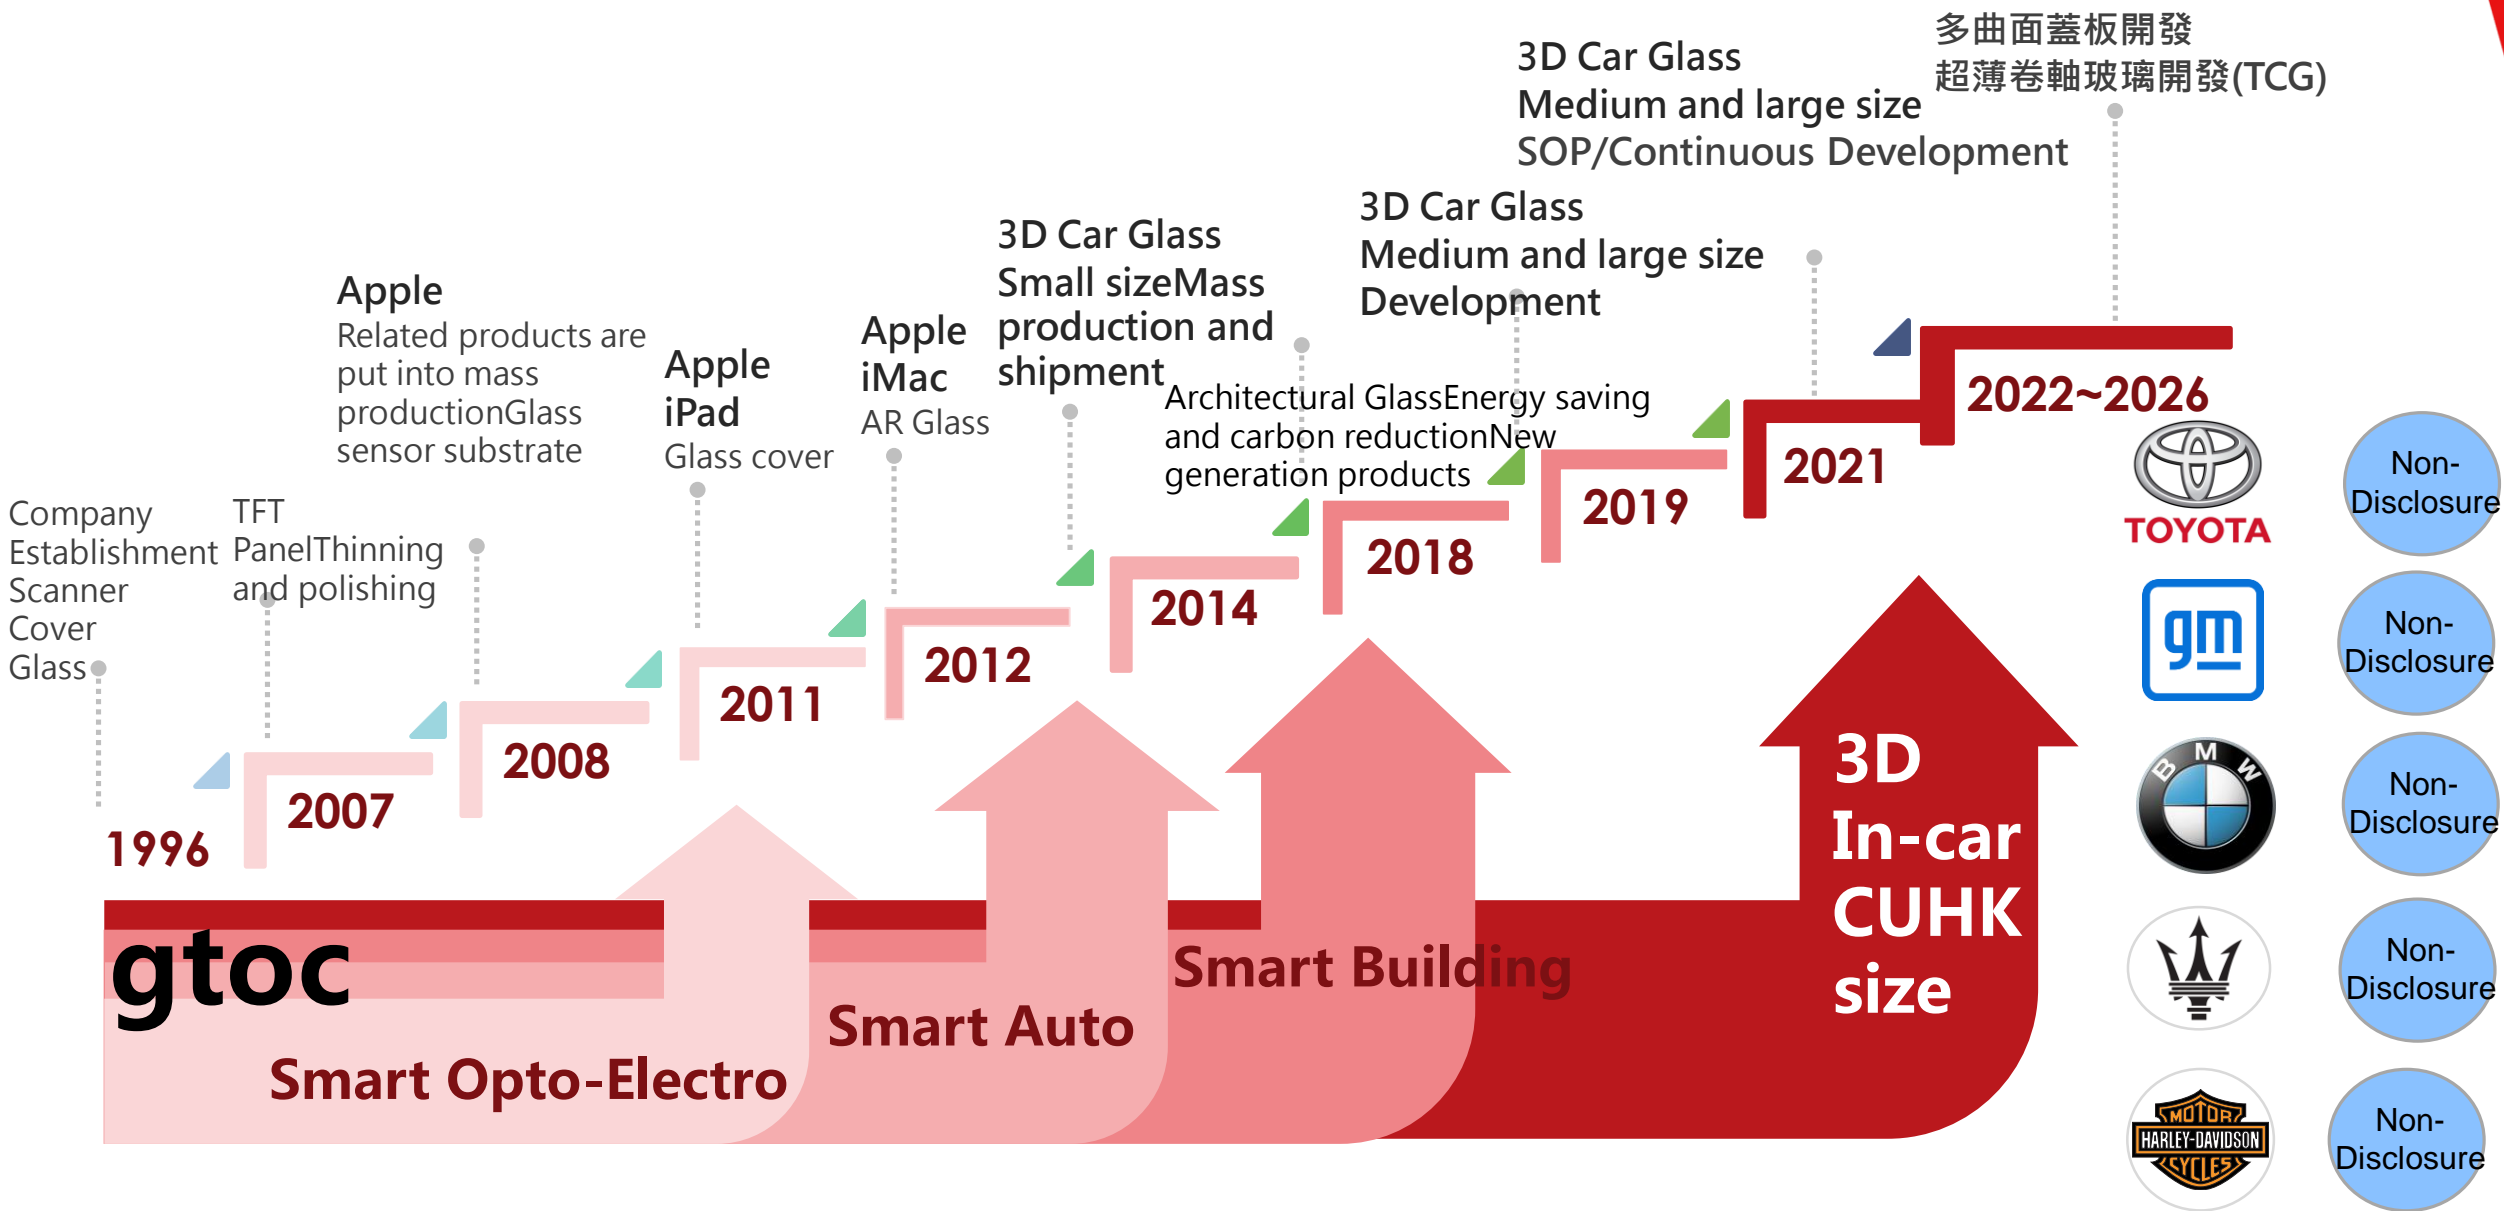 多曲面蓋板開發
超薄卷軸玻璃開發(TCG)
3D Car Glass
Medium and large size
SOP/Continuous Development
3D Car Glass
Medium and large size
Development
3D Car Glass
Small sizeMass
production and
shipment
Architectural GlassEnergy saving
and carbon reductionNew
generation products
Apple
iMac
AR Glass
Apple
iPad
Glass cover
Apple
Related products are
put into mass
productionGlass
sensor substrate
TFT
PanelThinning
and polishing
Company
Establishment
Scanner
Cover
Glass
1996
2007
2008
2011
2012
2014
2018
2019
2021
2022~2026
gtoc
Smart Opto-Electro
Smart Auto
Smart Building
3D
In-car
CUHK
size
TOYOTA
Non-
Disclosure
gm
Non-
Disclosure
BMW
Non-
Disclosure
Non-
Disclosure
MOTOR
HARLEY-DAVIDSON
CYCLES
Non-
Disclosure